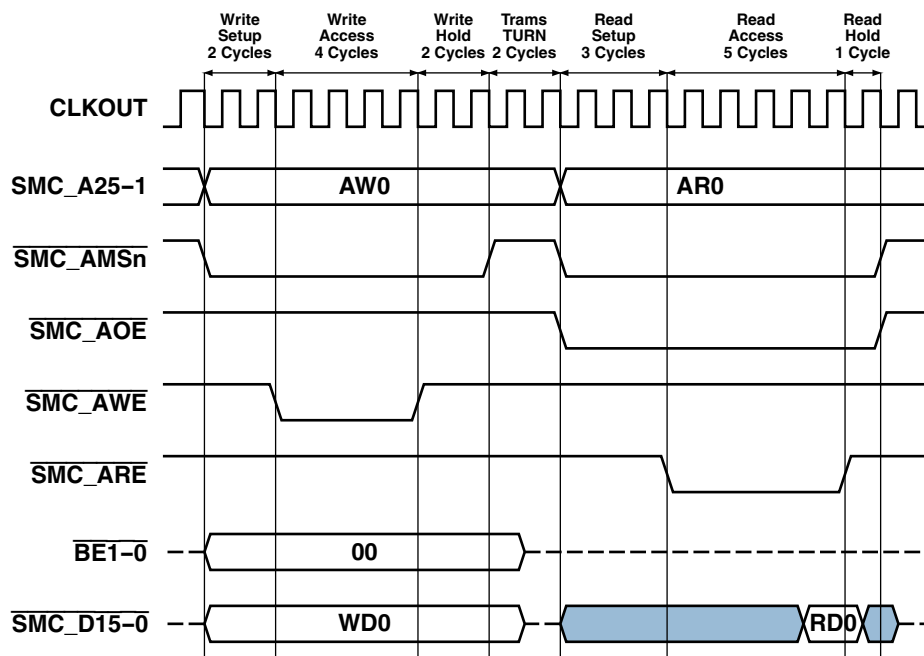 Write
Setup
2 Cycles
Write
Access
4 Cycles
Write
Hold
2 Cycles
Trams
TURN
2 Cycles
Read
Setup
3 Cycles
Read
Access
5 Cycles
Read
Hold
1 Cycle
CLKOUT
SMC_A25–1
AW0
AR0
SMC_AMSn
SMC_AOE
SMC_AWE
SMC_ARE
BE1–0
00
SMC_D15–0
WD0
RD0